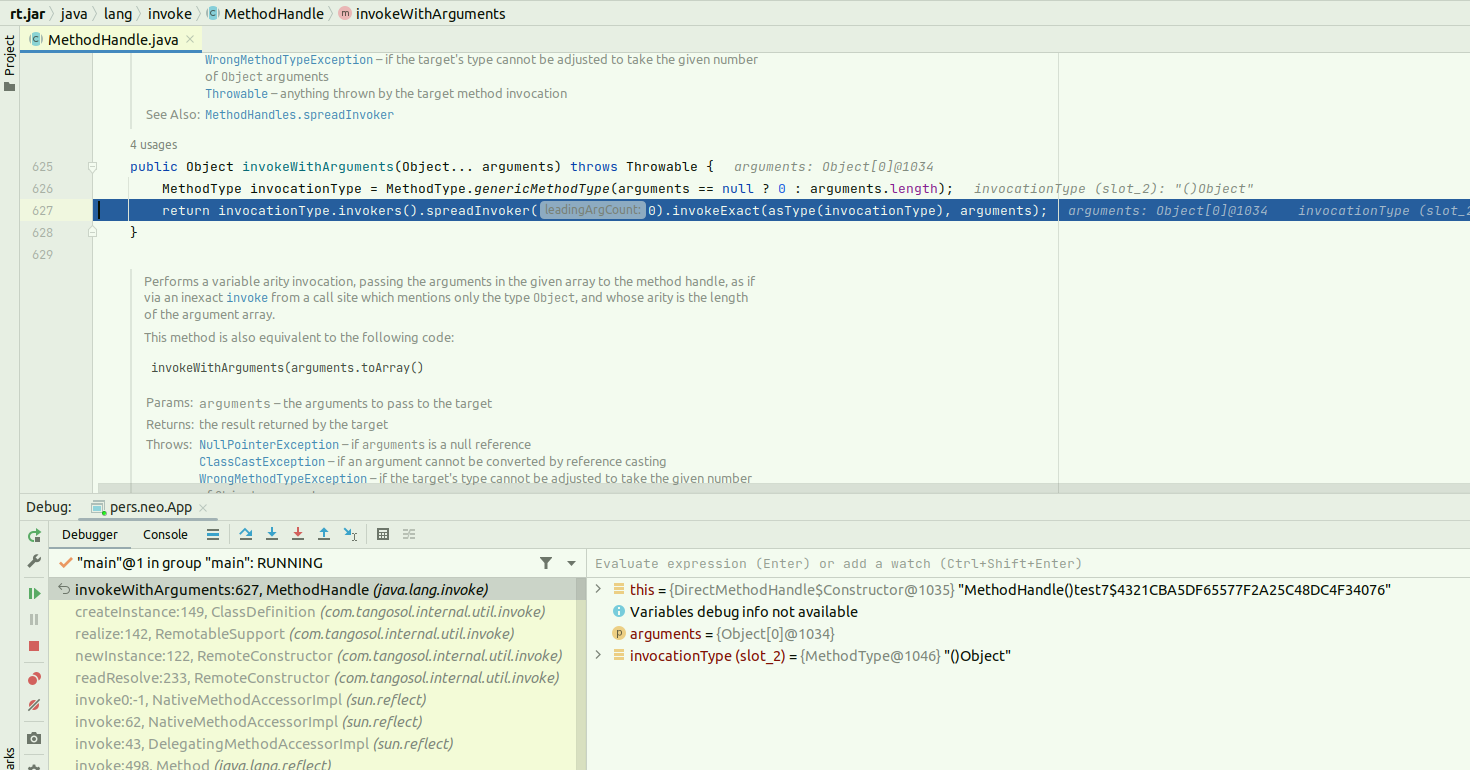 rt.jar java lang invoke MethodHandle invokeWithArguments
Project
MethodHandle.java
WrongMethodTypeException – if the target's type cannot be adjusted to take the given number
of Object arguments
Throwable – anything thrown by the target method invocation
See Also: MethodHandles.spreadInvoker
4 usages
625 public Object invokeWithArguments(Object... arguments) throws Throwable { arguments: Object[0]@1034
626 MethodType invocationType = MethodType.genericMethodType(arguments == null ? 0 : arguments.length); invocationType (slot_2): "()Object"
627 return invocationType.invokers().spreadInvoker( leadingArgCount: 0).invokeExact(asType(invocationType), arguments); arguments: Object[0]@1034 invocationType (slot_2
628 }
629
Performs a variable arity invocation, passing the arguments in the given array to the method handle, as if
via an inexact invoke from a call site which mentions only the type Object, and whose arity is the length
of the argument array.
This method is also equivalent to the following code:
invokeWithArguments(arguments.toArray()
Params: arguments – the arguments to pass to the target
Returns: the result returned by the target
Throws: NullPointerException – if arguments is a null reference
ClassCastException – if an argument cannot be converted by reference casting
WrongMethodTypeException – if the target's type cannot be adjusted to take the given number
Debug: pers.neo.App
Debugger Console
"main"@1 in group "main": RUNNING
Evaluate expression (Enter) or add a watch (Ctrl+Shift+Enter)
invokeWithArguments:627, MethodHandle (java.lang.invoke)
createInstance:149, ClassDefinition (com.tangosol.internal.util.invoke)
realize:142, RemotableSupport (com.tangosol.internal.util.invoke)
newInstance:122, RemoteConstructor (com.tangosol.internal.util.invoke)
readResolve:233, RemoteConstructor (com.tangosol.internal.util.invoke)
invoke0:-1, NativeMethodAccessorImpl (sun.reflect)
invoke:62, NativeMethodAccessorImpl (sun.reflect)
invoke:43, DelegatingMethodAccessorImpl (sun.reflect)
invoke:498, Method (java.lang.reflect)
this = {DirectMethodHandle$Constructor@1035} "MethodHandle()test7$4321CBA5DF65577F2A25C48DC4F34076"
Variables debug info not available
arguments = {Object[0]@1034}
invocationType (slot_2) = {MethodType@1046} "()Object"
arks